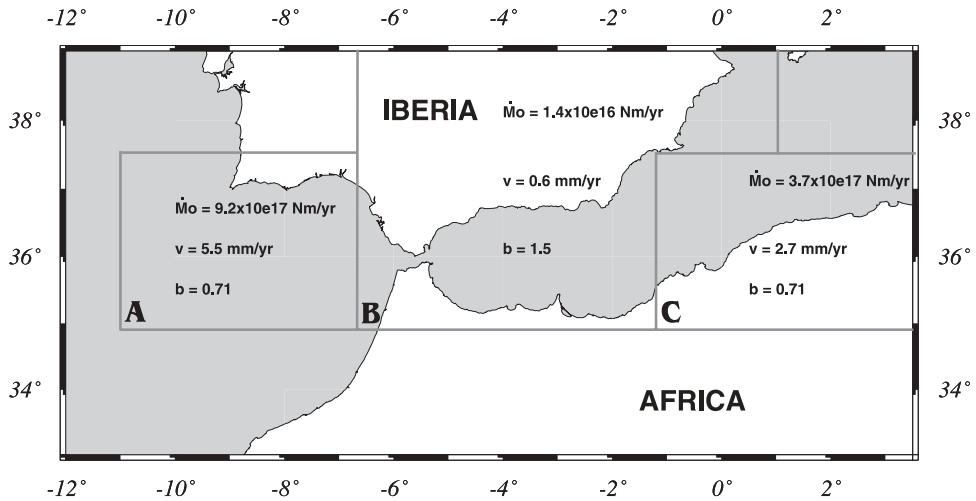 -12° -10° -8° -6° -4° -2° 0° 2°
IBERIA
Ṁo = 1.4x10e16 Nm/yr
38° 38°
v = 0.6 mm/yr
Ṁo = 3.7x10e17 Nm/yr
Ṁo = 9.2x10e17 Nm/yr
36° 36°
v = 5.5 mm/yr
b = 1.5
v = 2.7 mm/yr
b = 0.71
b = 0.71
A B C
34° 34°
AFRICA
-12° -10° -8° -6° -4° -2° 0° 2°